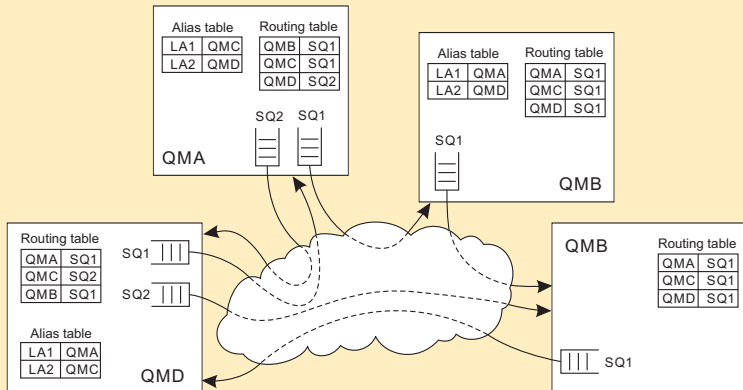 Alias table
LA1 QMC
LA2 QMD
Routing table
QMB SQ1
QMC SQ1
QMD SQ2
SQ2 SQ1
QMA
Alias table
LA1 QMA
LA2 QMD
Routing table
QMA SQ1
QMC SQ1
QMD SQ1
SQ1
QMB
Routing table
QMA SQ1
QMC SQ2
QMB SQ1
SQ1
SQ2
Alias table
LA1 QMA
LA2 QMC
QMD
QMB
Routing table
QMA SQ1
QMC SQ1
QMD SQ1
SQ1